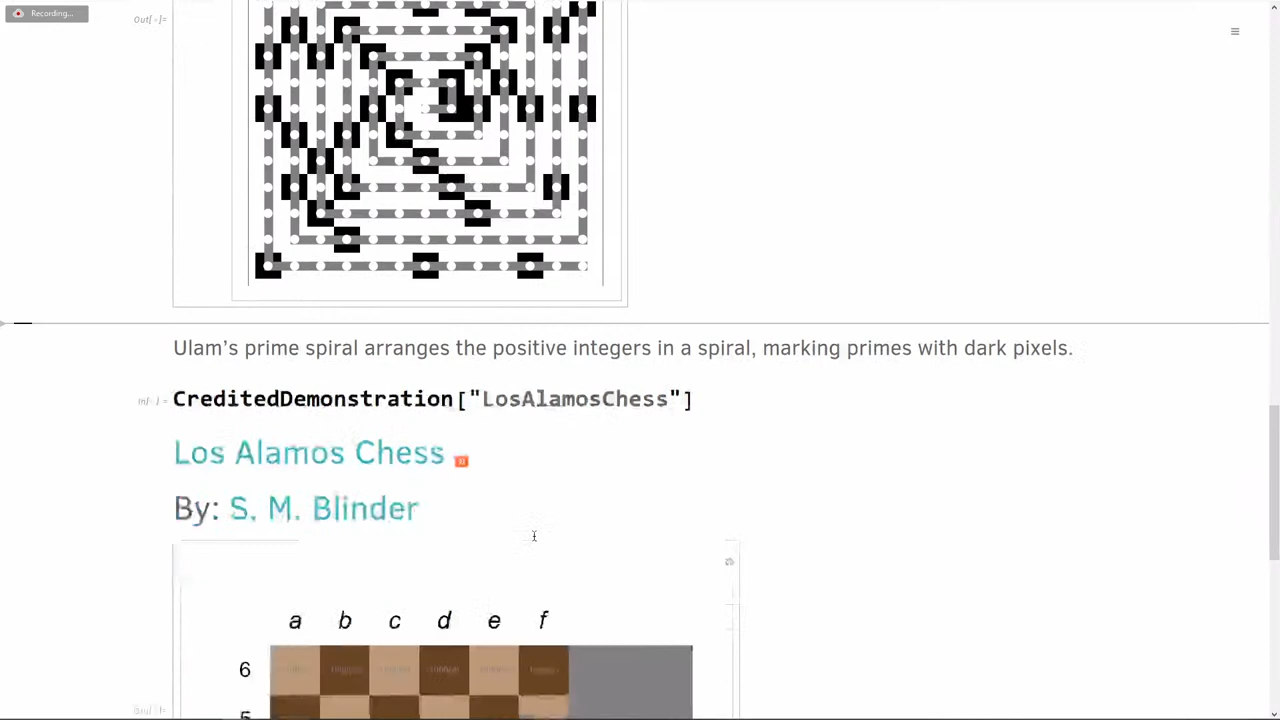 Recording...
Out[-]=
Ulam's prime spiral arranges the positive integers in a spiral, marking primes with dark pixels.
In[-]:= CreditedDemonstration["LosAlamosChess"]
Los Alamos Chess
By: S. M. Blinder
a b c d e f
6
5